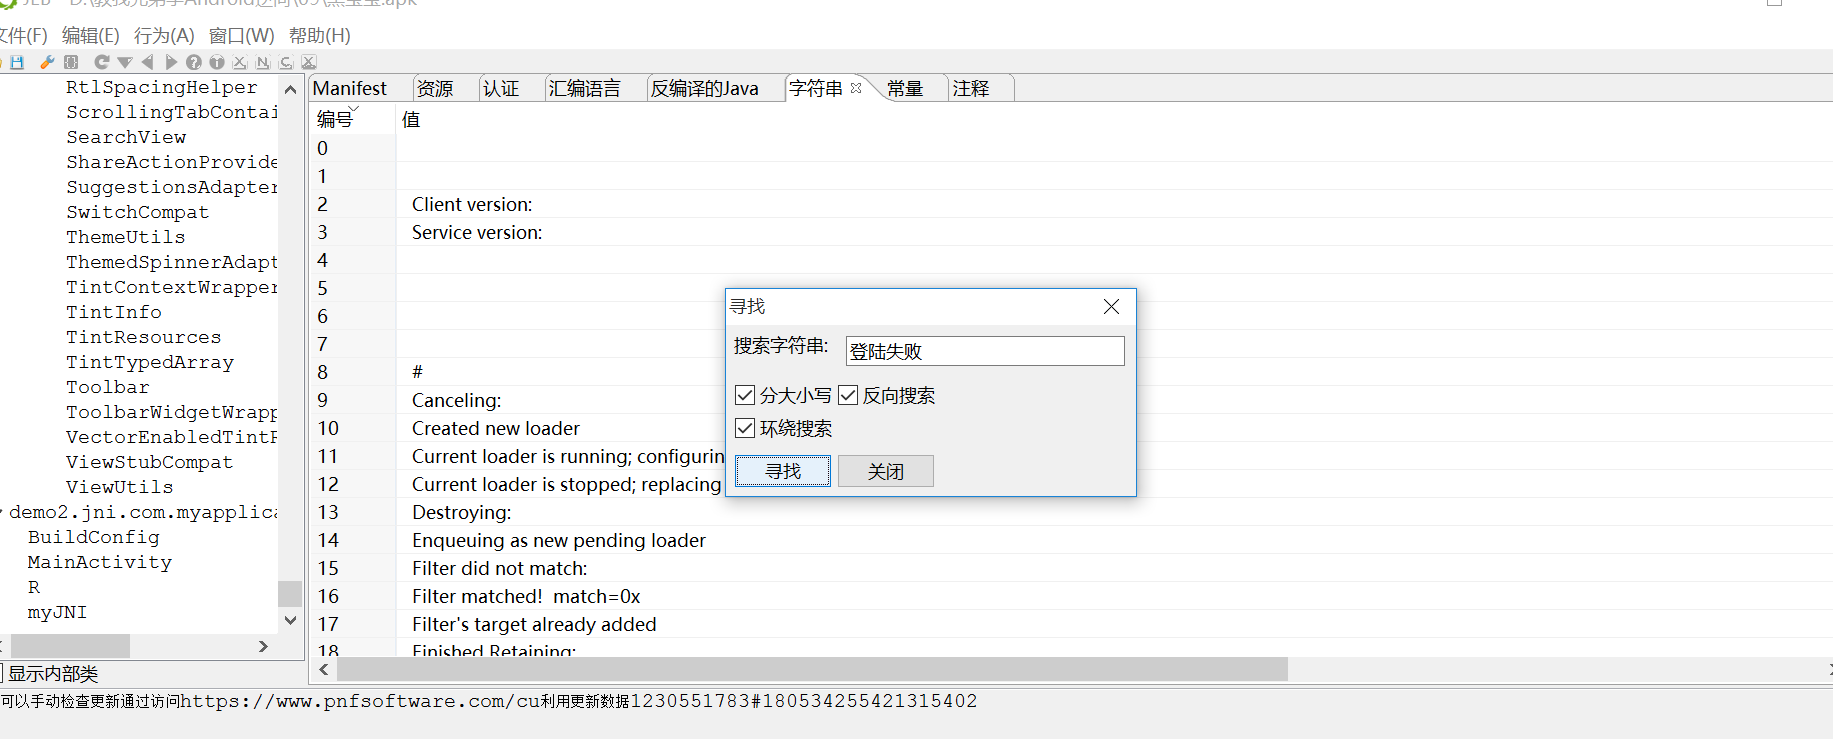 文件(F) 编辑(E) 行为(A) 窗口(W) 帮助(H)
RtlSpacingHelper
ScrollingTabContai
SearchView
ShareActionProvide
SuggestionsAdapter
SwitchCompat
ThemeUtils
ThemedSpinnerAdapt
TintContextWrapper
TintInfo
TintResources
TintTypedArray
Toolbar
ToolbarWidgetWrapp
VectorEnabledTintR
ViewStubCompat
ViewUtils
demo2.jni.com.myapplica
BuildConfig
MainActivity
R
myJNI
显示内部类
Manifest 资源 认证 汇编语言 反编译的Java 字符串 常量 注释
编号 值
0
1
2 Client version:
3 Service version:
4
5
6
7
8 #
9 Canceling:
10 Created new loader
11 Current loader is running; configurin
12 Current loader is stopped; replacing
13 Destroying:
14 Enqueuing as new pending loader
15 Filter did not match:
16 Filter matched!  match=0x
17 Filter's target already added
18 Finished Retaining:
寻找
搜索字符串: 登陆失败
分大小写 反向搜索
环绕搜索
寻找 关闭
可以手动检查更新通过访问https://www.pnfsoftware.com/cu利用更新数据1230551783#180534255421315402